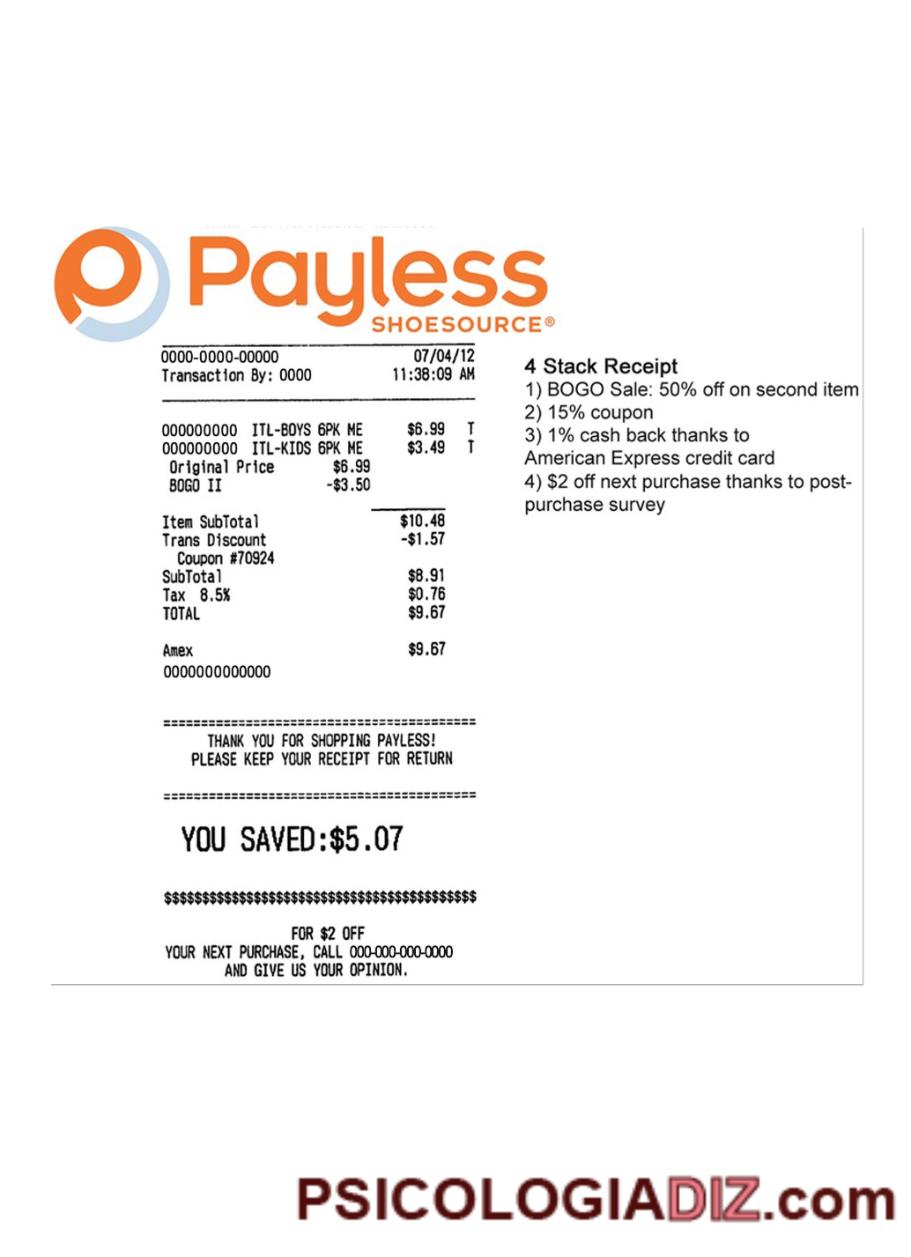 Payless
SHOESOURCE®
0000-0000-00000 07/04/12
Transaction By: 0000 11:38:09 AM
000000000 ITL-BOYS 6PK ME $6.99 T
000000000 ITL-KIDS 6PK ME $3.49 T
Original Price $6.99
BOGO II -$3.50
Item SubTotal $10.48
Trans Discount -$1.57
Coupon #70924
SubTotal $8.91
Tax 8.5% $0.76
TOTAL $9.67
Amex $9.67
0000000000000
==========================================
THANK YOU FOR SHOPPING PAYLESS!
PLEASE KEEP YOUR RECEIPT FOR RETURN
==========================================
YOU SAVED:$5.07
$$$$$$$$$$$$$$$$$$$$$$$$$$$$$$$$$$$$$$$$$$
FOR $2 OFF
YOUR NEXT PURCHASE, CALL 000-000-000-0000
AND GIVE US YOUR OPINION.
4 Stack Receipt
1) BOGO Sale: 50% off on second item
2) 15% coupon
3) 1% cash back thanks to
American Express credit card
4) $2 off next purchase thanks to post-
purchase survey
PSICOLOGIADIZ.com